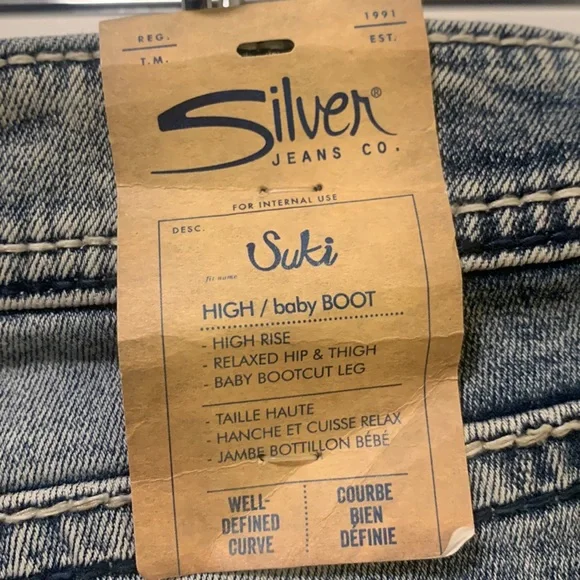 REG.
T.M.
1991
EST.
Silver®
JEANS CO.
FOR INTERNAL USE
DESC.
fit name
Suki
HIGH / baby BOOT
- HIGH RISE
- RELAXED HIP & THIGH
- BABY BOOTCUT LEG
- TAILLE HAUTE
- HANCHE ET CUISSE RELAX
- JAMBE BOTTILLON BÉBÉ
WELL-
DEFINED
CURVE
COURBE
BIEN
DÉFINIE